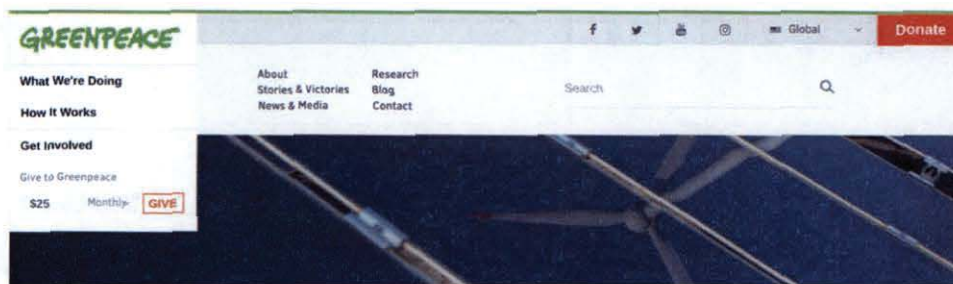 GREENPEACE
Global
Donate
What We're Doing
How It Works
Get Involved
Give to Greenpeace
$25 Monthly GIVE
About
Stories & Victories
News & Media
Research
Blog
Contact
Search